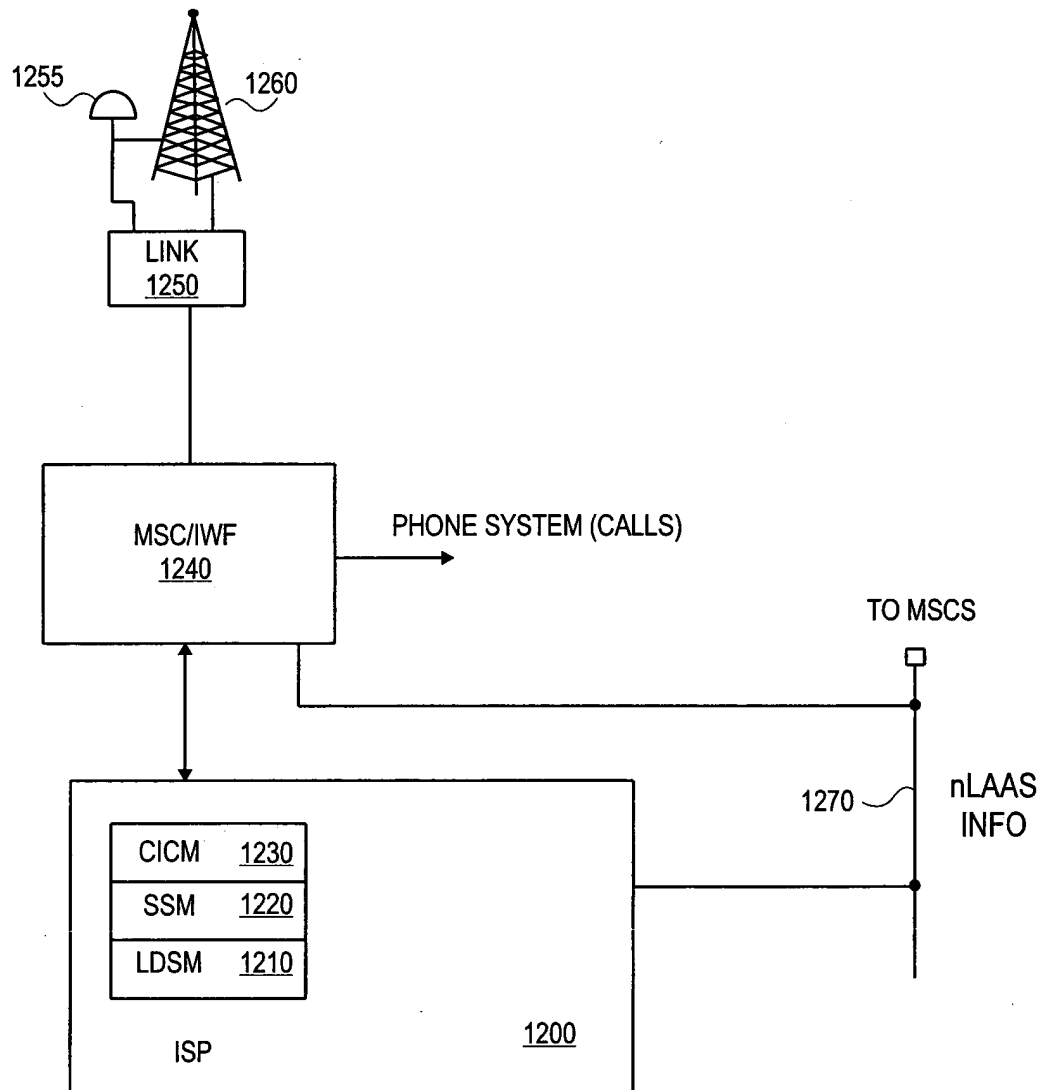 1255
1260
LINK
1250
MSC/IWF
1240
PHONE SYSTEM (CALLS)
TO MSCS
1270
nLAAS
INFO
CICM 1230
SSM 1220
LDSM 1210
ISP
1200